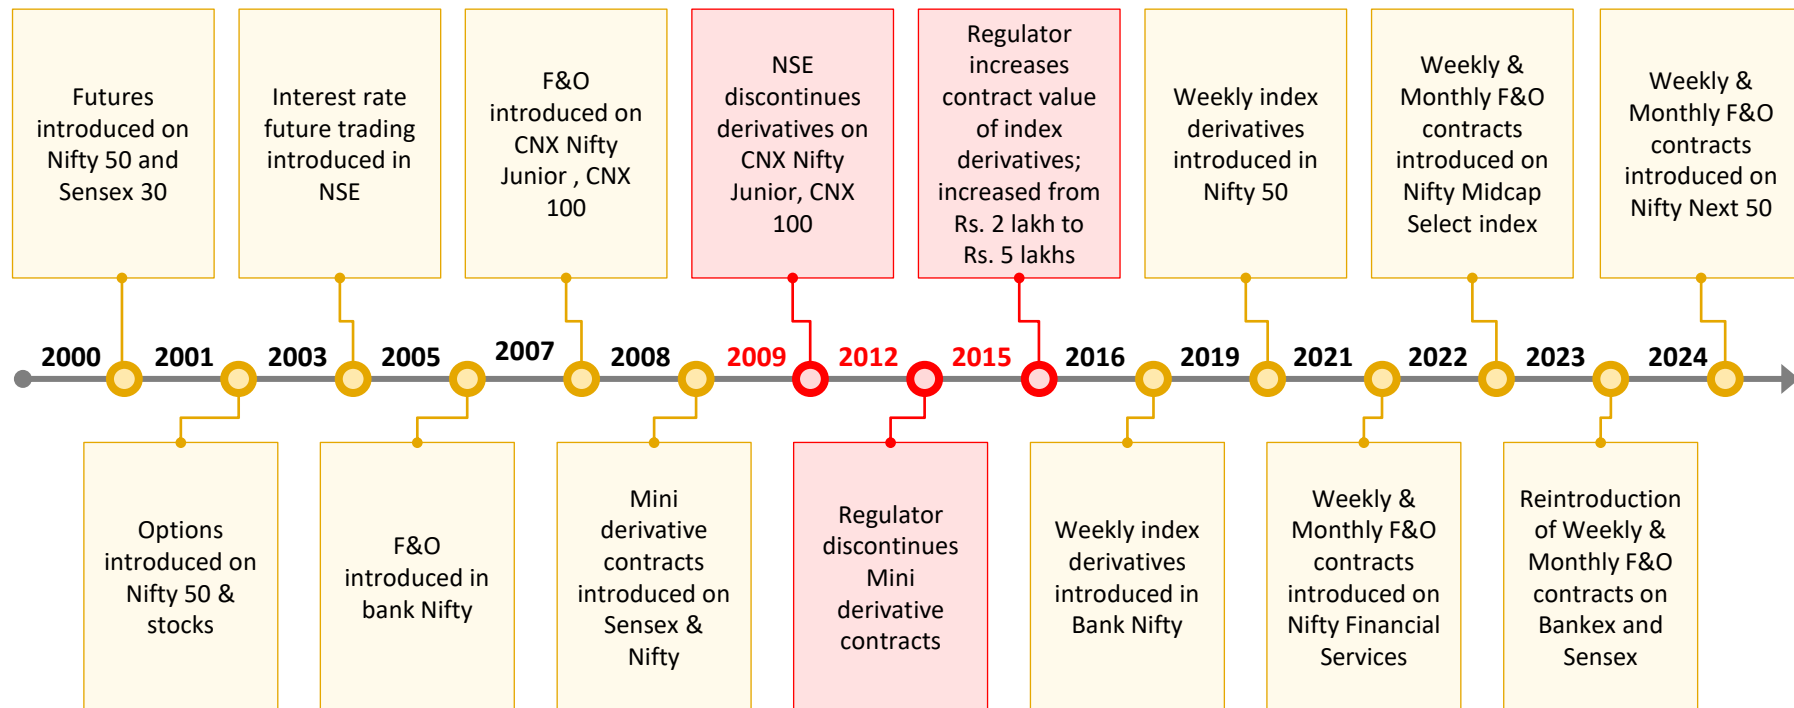 Futures
introduced on
Nifty 50 and
Sensex 30
Interest rate
future trading
introduced in
NSE
F&O
introduced on
CNX Nifty
Junior , CNX
100
NSE
discontinues
derivatives on
CNX Nifty
Junior, CNX
100
Regulator
increases
contract value
of index
derivatives;
increased from
Rs. 2 lakh to
Rs. 5 lakhs
Weekly index
derivatives
introduced in
Nifty 50
Weekly &
Monthly F&O
contracts
introduced on
Nifty Midcap
Select index
Weekly &
Monthly F&O
contracts
introduced on
Nifty Next 50
2000 2001 2003 2005 2007 2008 2009 2012 2015 2016 2019 2021 2022 2023 2024
Options
introduced on
Nifty 50 &
stocks
F&O
introduced in
bank Nifty
Mini
derivative
contracts
introduced on
Sensex &
Nifty
Regulator
discontinues
Mini
derivative
contracts
Weekly index
derivatives
introduced in
Bank Nifty
Weekly &
Monthly F&O
contracts
introduced on
Nifty Financial
Services
Reintroduction
of Weekly &
Monthly F&O
contracts on
Bankex and
Sensex